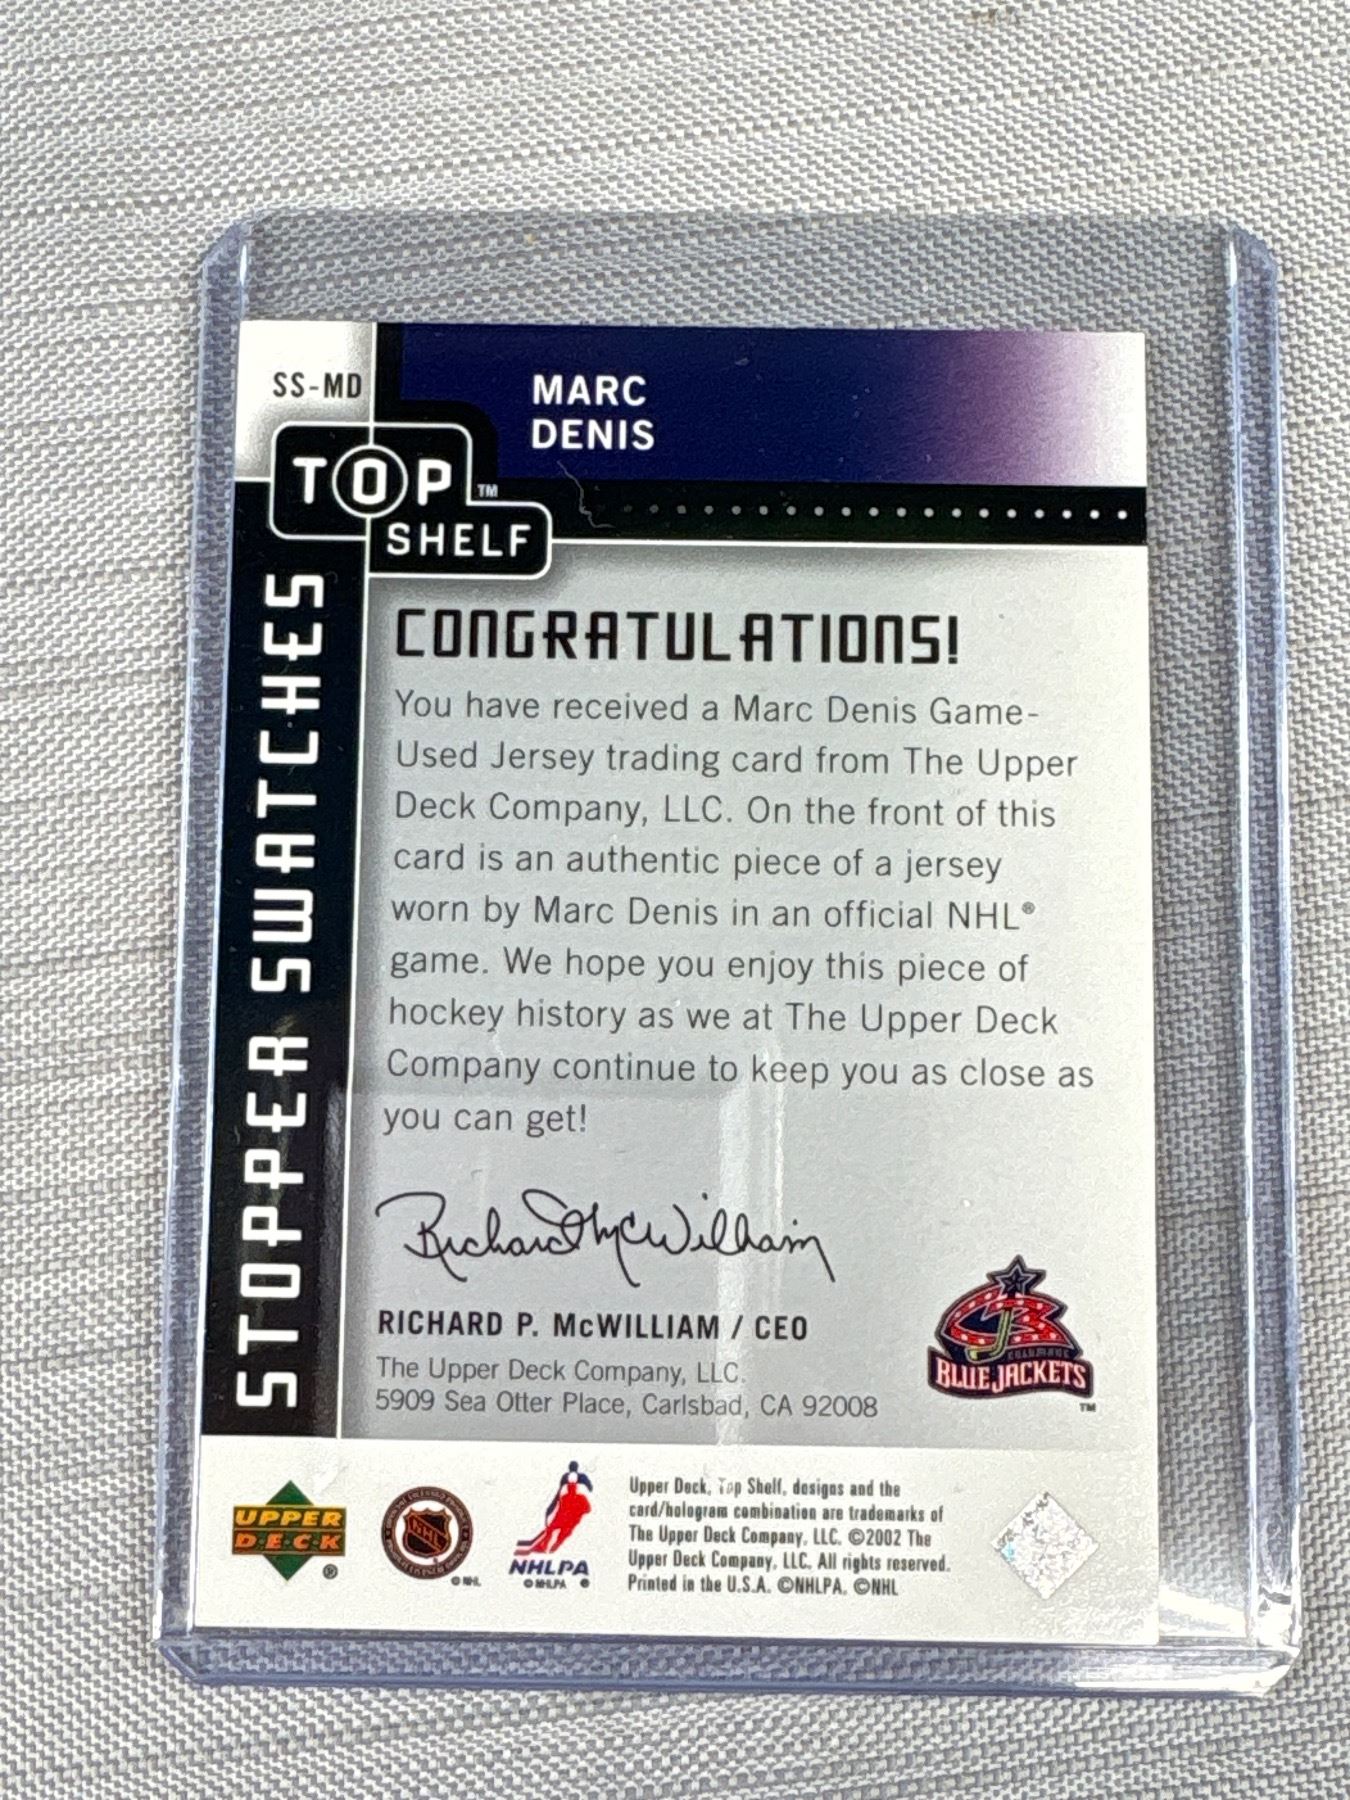 SS-MD
MARC
DENIS
TOP™
SHELF
STOPPER SWATCHES
CONGRATULATIONS!
You have received a Marc Denis Game-
Used Jersey trading card from The Upper
Deck Company, LLC. On the front of this
card is an authentic piece of a jersey
worn by Marc Denis in an official NHL®
game. We hope you enjoy this piece of
hockey history as we at The Upper Deck
Company continue to keep you as close as
you can get!
Richard McWilliam
RICHARD P. McWILLIAM / CEO
The Upper Deck Company, LLC.
5909 Sea Otter Place, Carlsbad, CA 92008
COLUMBUS
BLUE JACKETS
™
UPPER
D·E·C·K
®
NHL
©NHL
NHLPA
©NHLPA ®
Upper Deck, Top Shelf, designs and the
card/hologram combination are trademarks of
The Upper Deck Company, LLC. ©2002 The
Upper Deck Company, LLC. All rights reserved.
Printed in the U.S.A. ©NHLPA. ©NHL